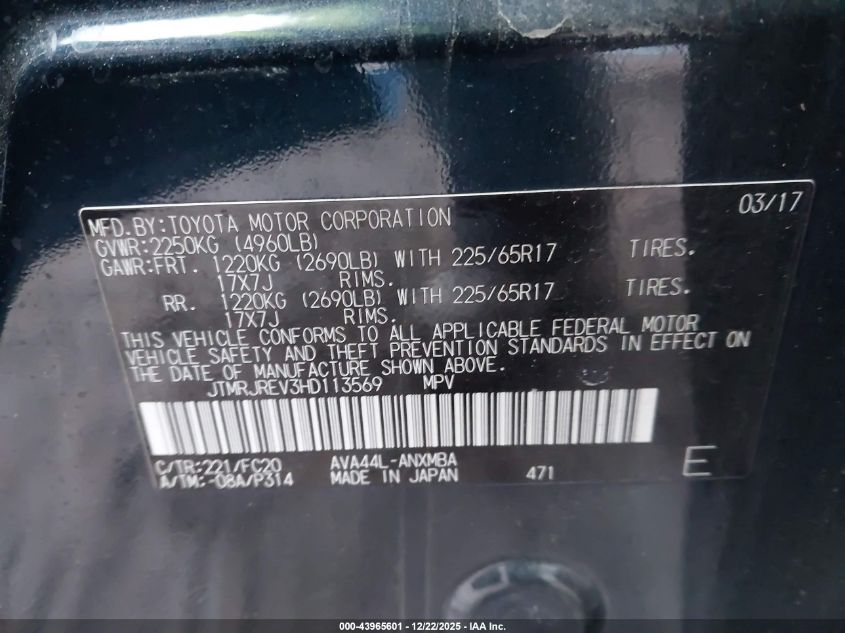 03/17
MFD.BY:TOYOTA MOTOR CORPORATION
GVWR:2250KG (4960LB)
GAWR:FRT. 1220KG (2690LB) WITH 225/65R17 TIRES.
17X7J RIMS.
RR. 1220KG (2690LB) WITH 225/65R17 TIRES.
17X7J RIMS.
THIS VEHICLE CONFORMS TO ALL APPLICABLE FEDERAL MOTOR
VEHICLE SAFETY AND THEFT PREVENTION STANDARDS IN EFFECT ON
THE DATE OF MANUFACTURE SHOWN ABOVE.
JTMRJREV3HD113569 MPV
C/TR:221/FC20 AVA44L-ANXMBA
A/TM:-08A/P314 MADE IN JAPAN 471 E
000-43965601 - 12/22/2025 - IAA Inc.